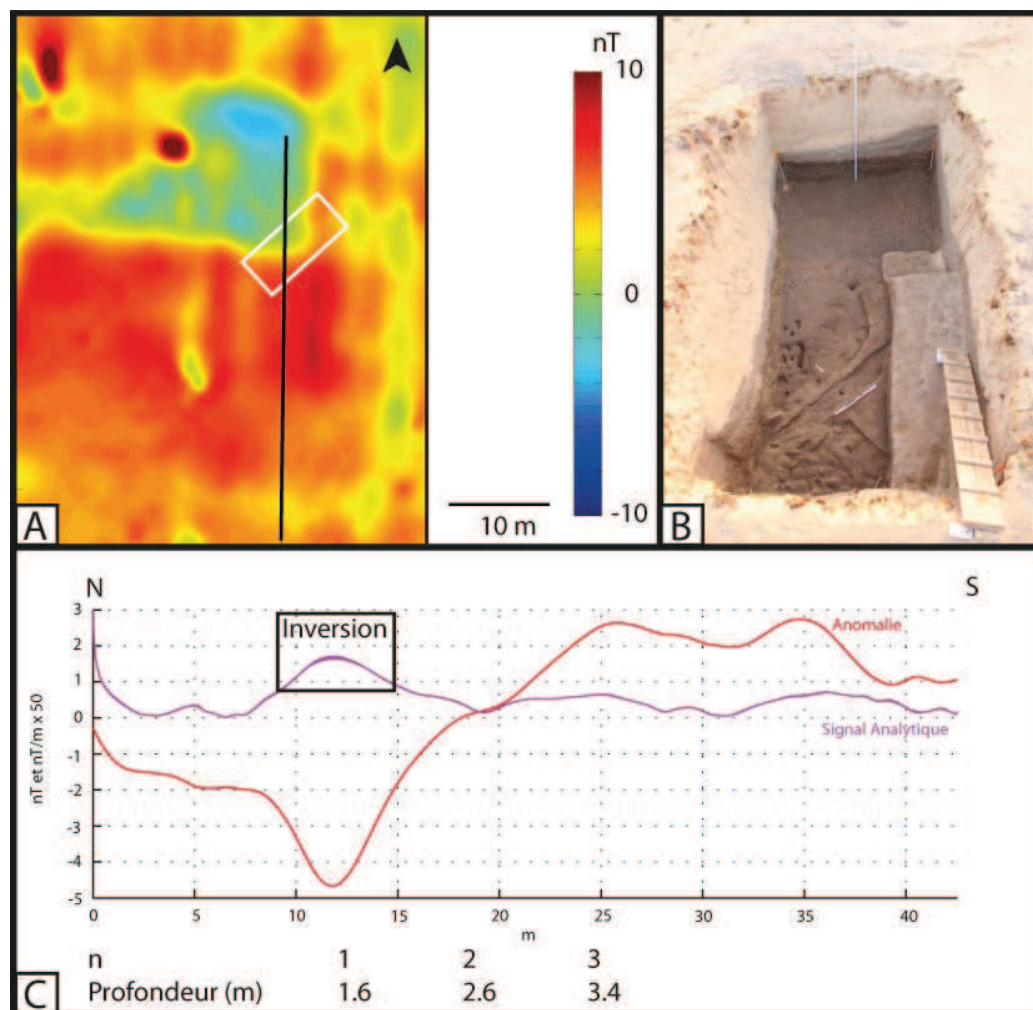 nT
10
0
-10
10 m
A
B
N
S
nT et nT/m x 50
3
2
1
0
-1
-2
-3
-4
-5
Inversion
Anomalie
Signal Analytique
0 5 10 15 20 25 30 35 40
m
n 1 2 3
Profondeur (m) 1.6 2.6 3.4
C